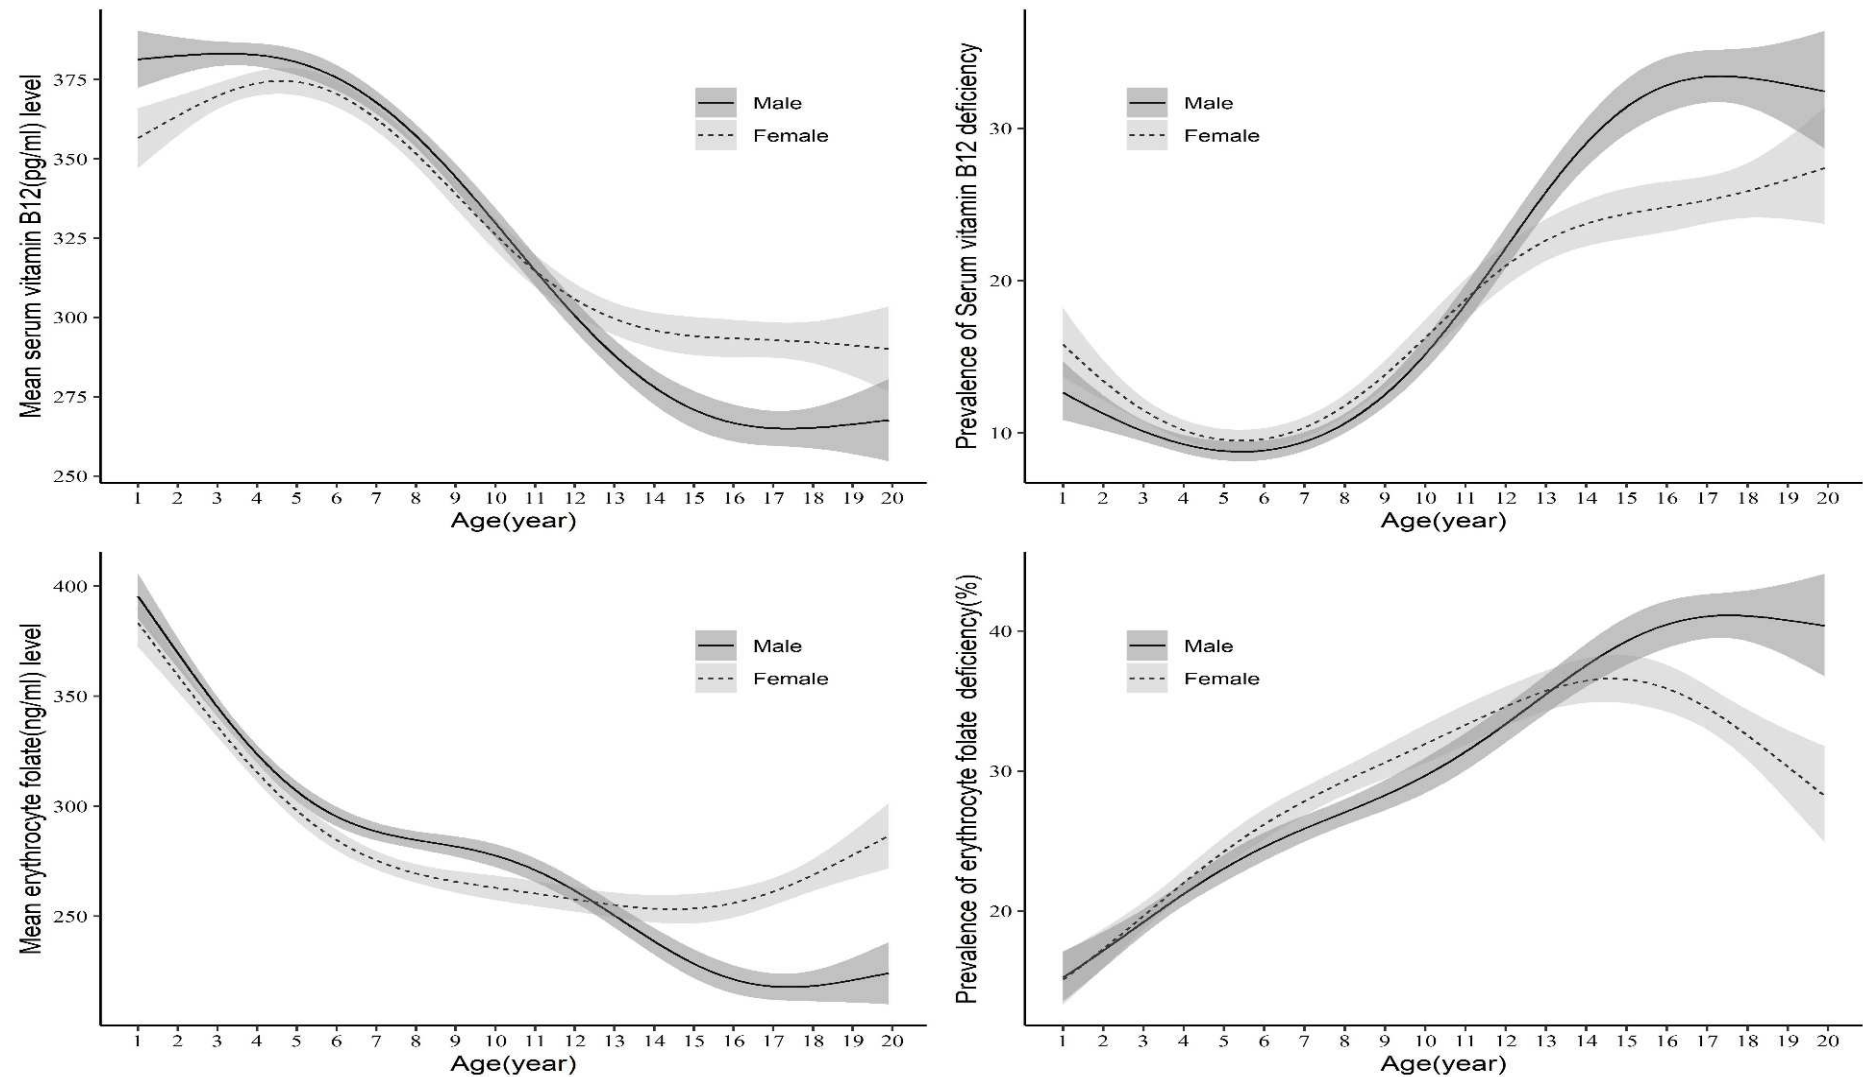 Mean serum vitamin B12(pg/ml) level
375
350
325
300
275
250
Male
Female
1 2 3 4 5 6 7 8 9 10 11 12 13 14 15 16 17 18 19 20
Age(year)
Prevalence of Serum vitamin B12 deficiency
30
20
10
Male
Female
1 2 3 4 5 6 7 8 9 10 11 12 13 14 15 16 17 18 19 20
Age(year)
Mean erythrocyte folate(ng/ml) level
400
350
300
250
Male
Female
1 2 3 4 5 6 7 8 9 10 11 12 13 14 15 16 17 18 19 20
Age(year)
Prevalence of erythrocyte folate deficiency(%)
40
30
20
Male
Female
1 2 3 4 5 6 7 8 9 10 11 12 13 14 15 16 17 18 19 20
Age(year)